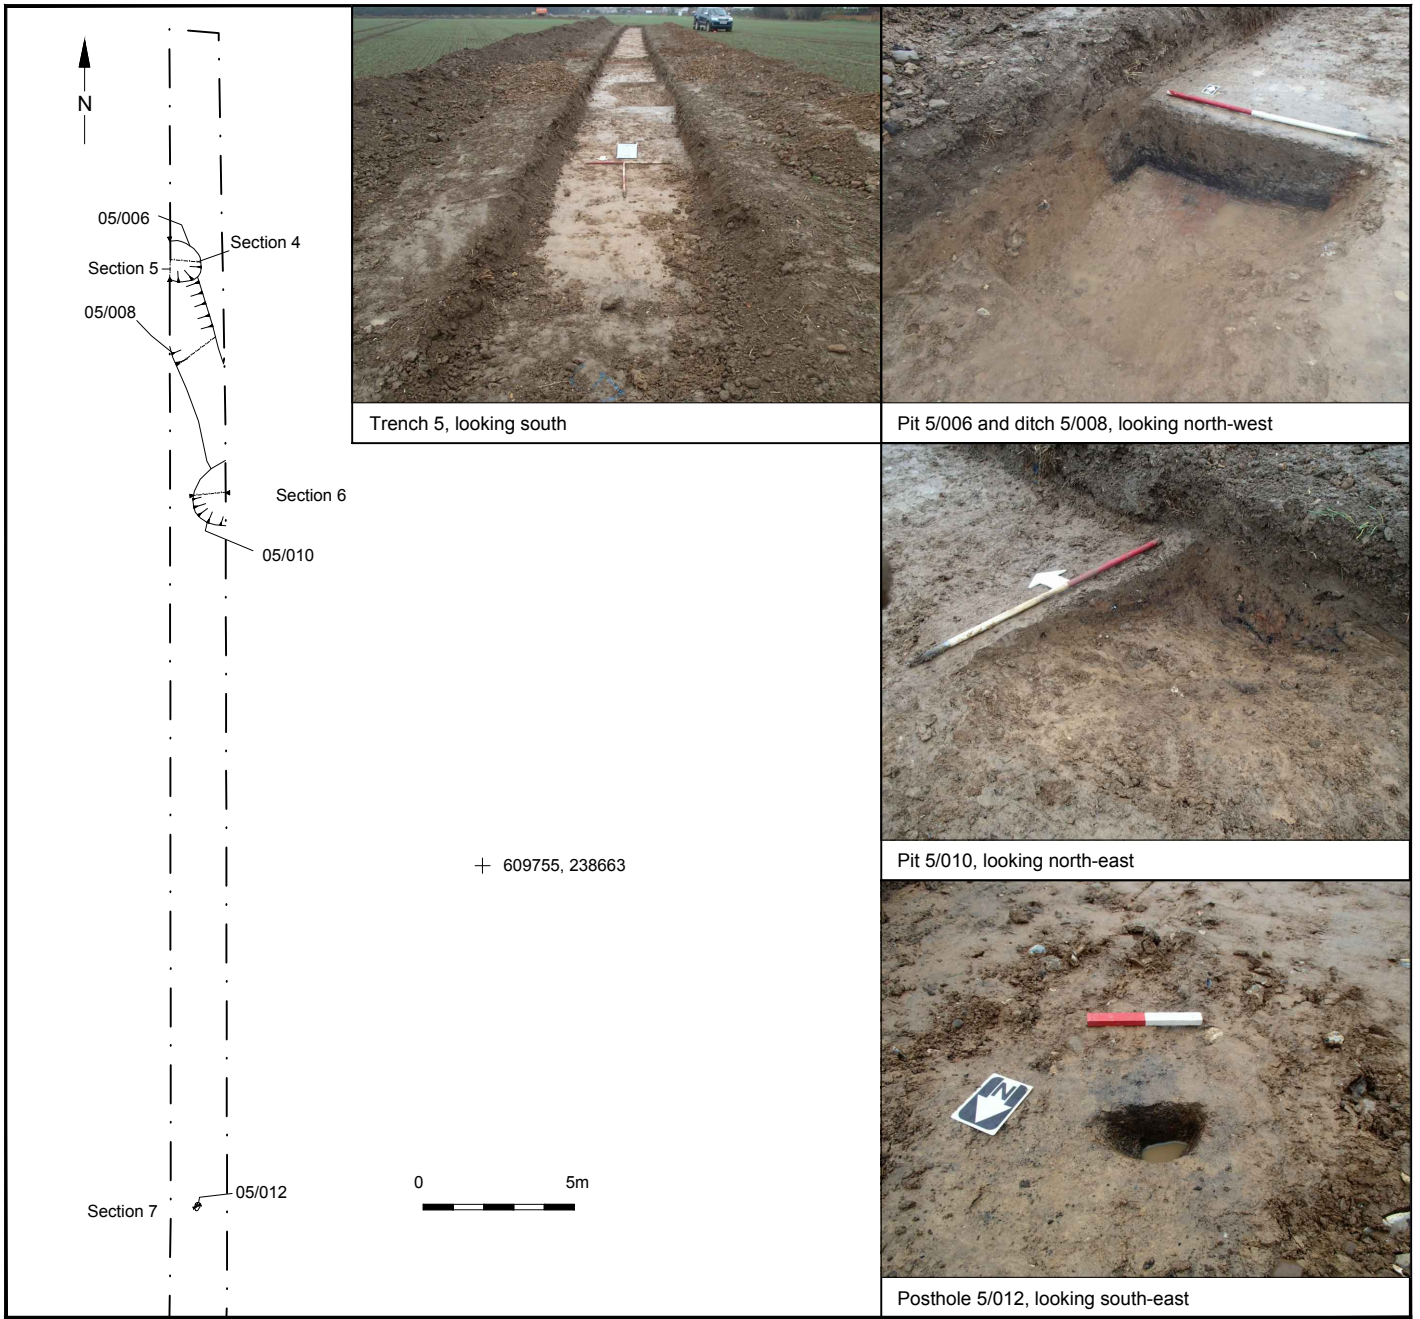 N
05/006
Section 4
Section 5
05/008
Section 6
05/010
609755, 238663
0 5m
05/012
Section 7
Trench 5, looking south
Pit 5/006 and ditch 5/008, looking north-west
Pit 5/010, looking north-east
N
Posthole 5/012, looking south-east